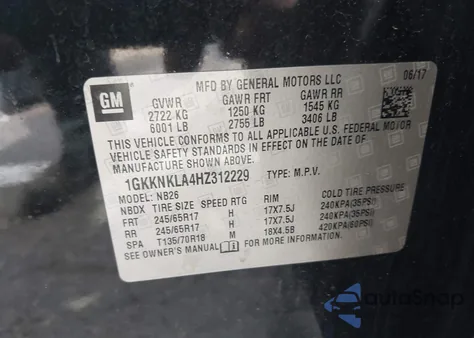 GM
MFD BY GENERAL MOTORS LLC
06/17
GVWR GAWR FRT GAWR RR
2722 KG 1250 KG 1545 KG
6001 LB 2755 LB 3406 LB
THIS VEHICLE CONFORMS TO ALL APPLICABLE U.S. FEDERAL MOTOR
VEHICLE SAFETY STANDARDS IN EFFECT ON THE DATE OF
MANUFACTURE SHOWN ABOVE.
1GKKNKLA4HZ312229 TYPE: M.P.V.
NB26
NBDX TIRE SIZE SPEED RTG RIM COLD TIRE PRESSURE
FRT 245/65R17 H 17X7.5J 240KPA(35PSI)
RR 245/65R17 H 17X7.5J 240KPA(35PSI)
SPA T135/70R18 M 18X4.5B 420KPA(60PSI)
SEE OWNER'S MANUAL FOR MORE INFORMATION.
AutoSnap